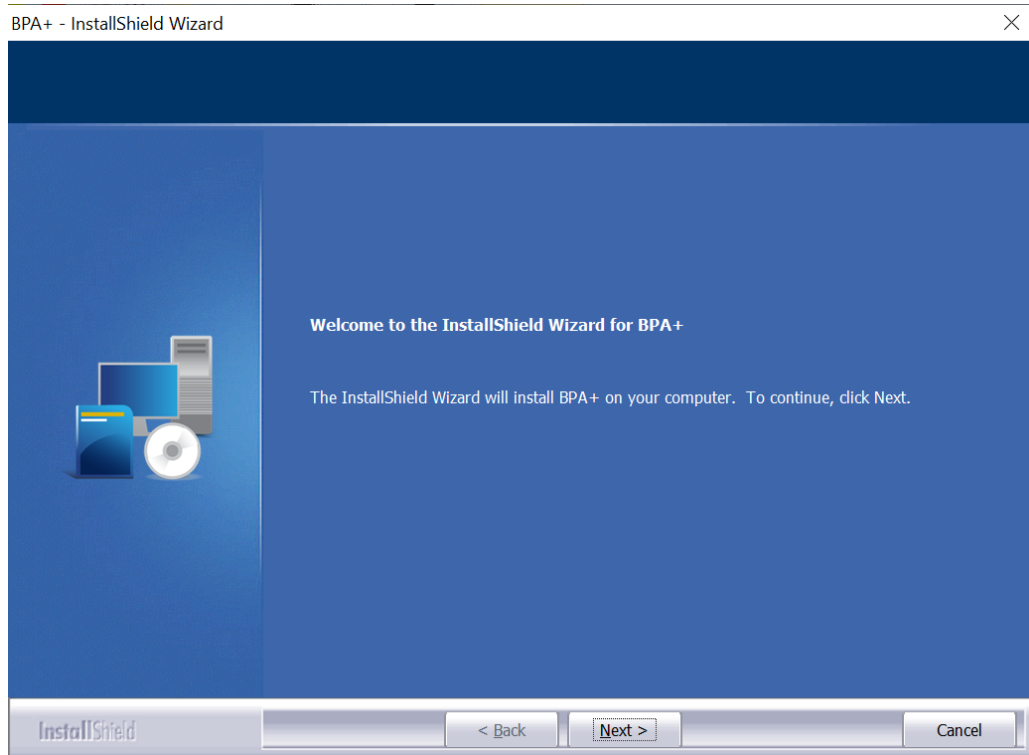 BPA+ - InstallShield Wizard
Welcome to the InstallShield Wizard for BPA+
The InstallShield Wizard will install BPA+ on your computer.  To continue, click Next.
InstallShield
< Back
Next >
Cancel